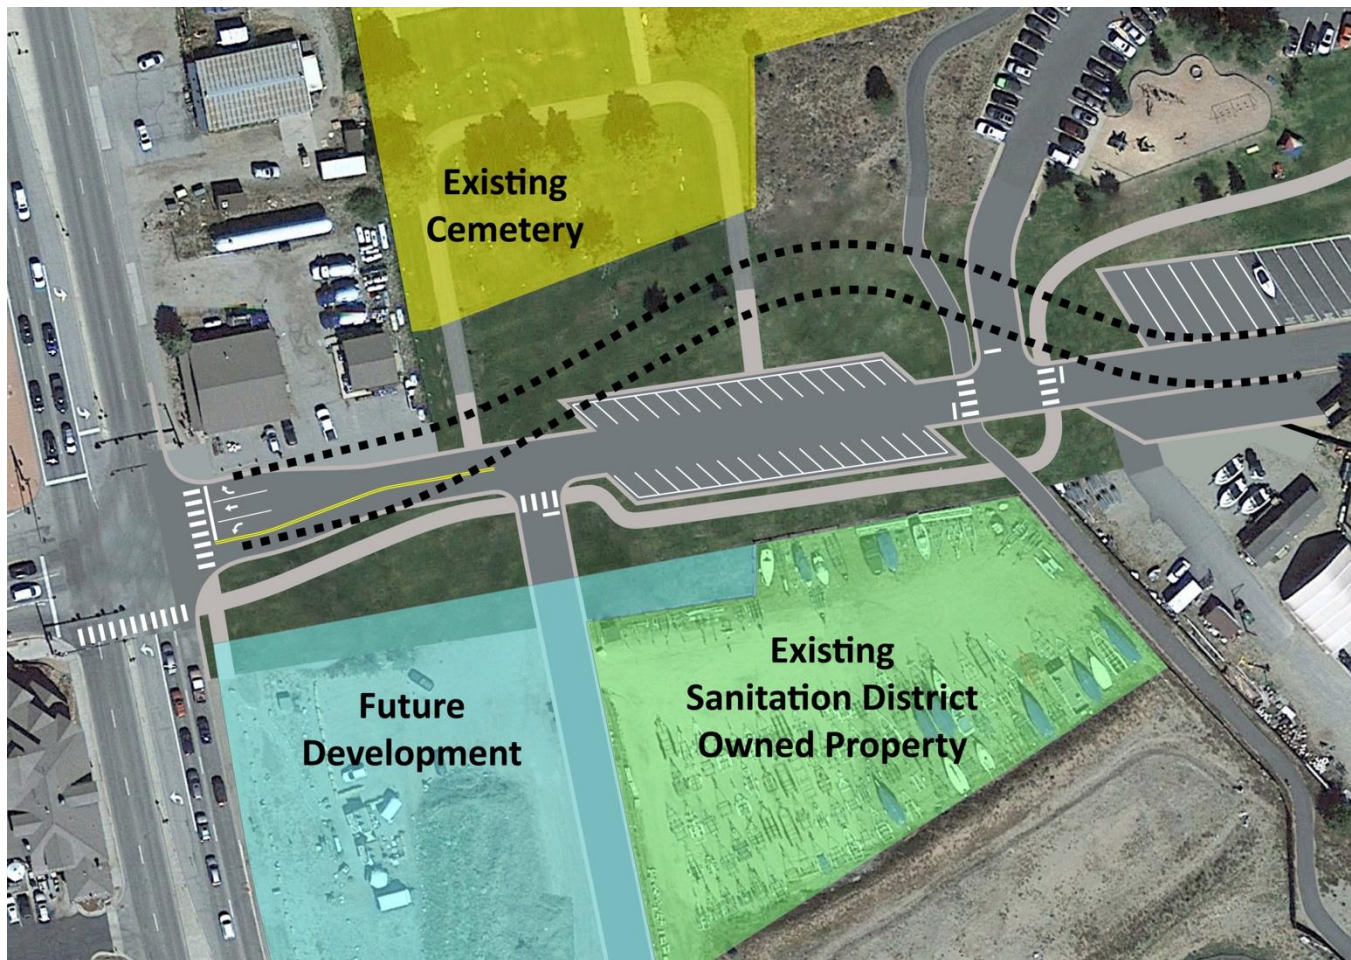 Existing
Cemetery
Existing
Sanitation District
Owned Property
Future
Development